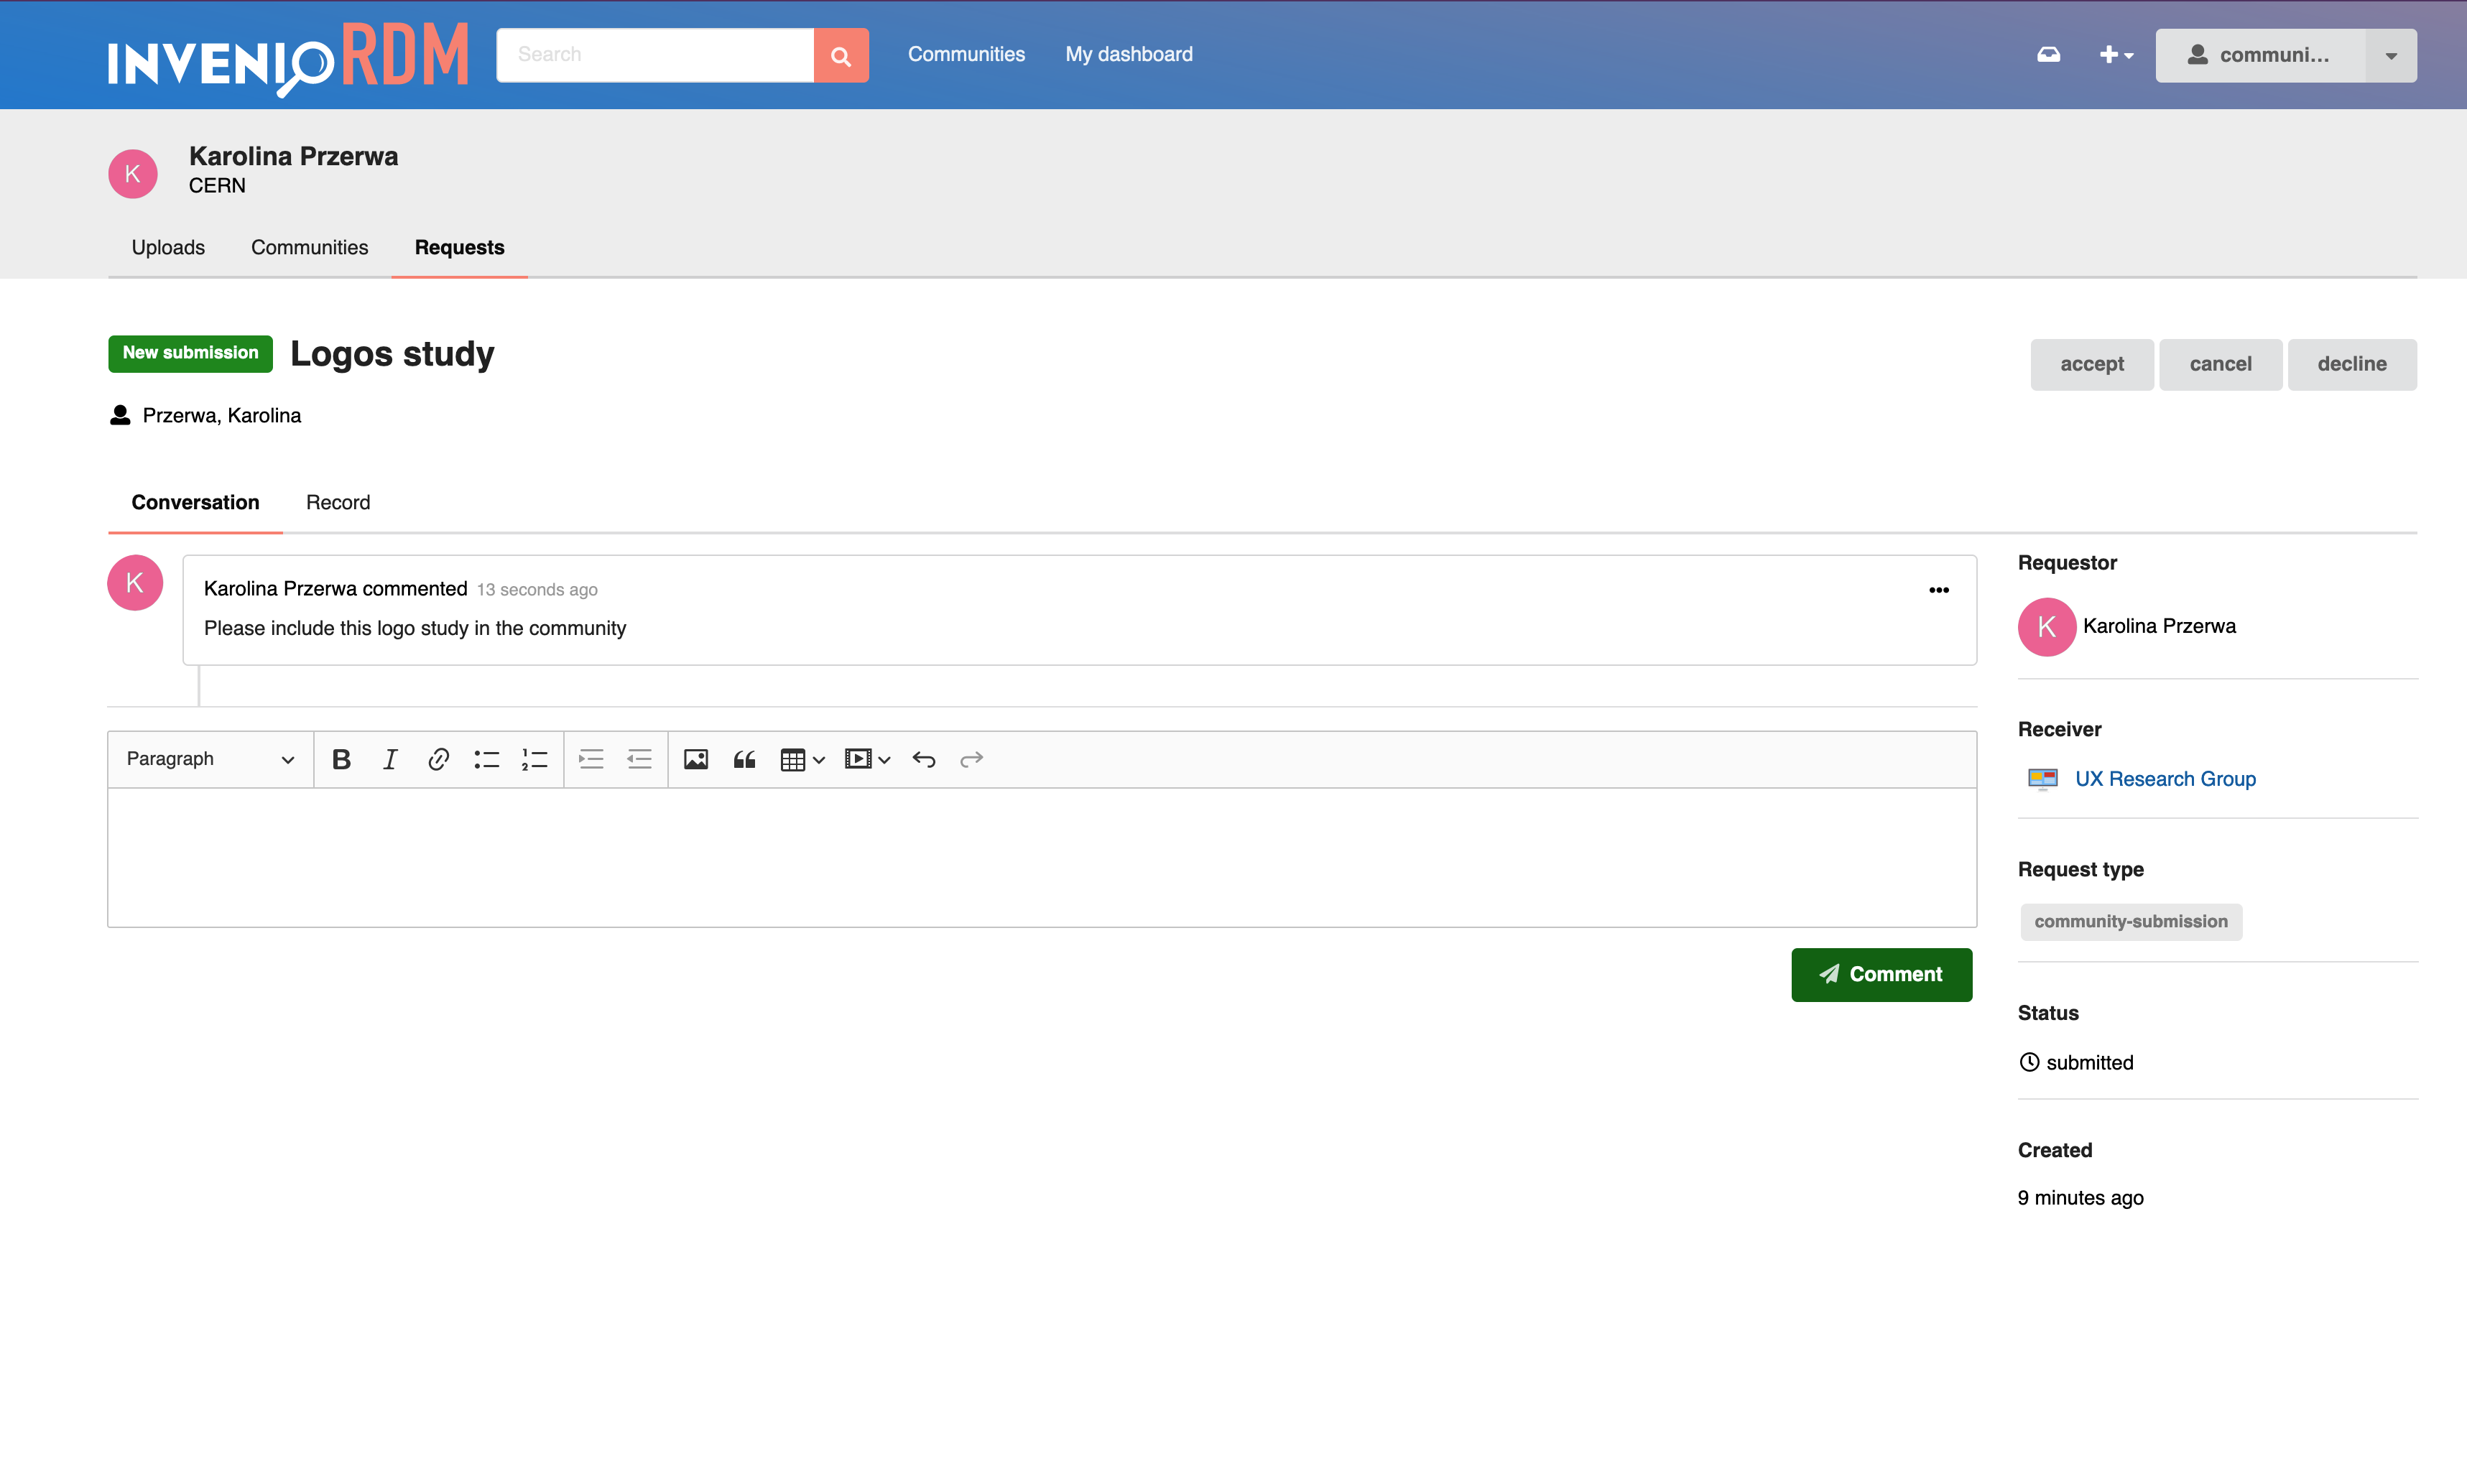 INVENIO RDM
Search
Communities
My dashboard
communi...
K
Karolina Przerwa
CERN
Uploads
Communities
Requests
New submission
Logos study
accept
cancel
decline
Przerwa, Karolina
Conversation
Record
K
Karolina Przerwa commented 13 seconds ago
Please include this logo study in the community
Paragraph
Comment
Requestor
K
Karolina Przerwa
Receiver
UX Research Group
Request type
community-submission
Status
submitted
Created
9 minutes ago